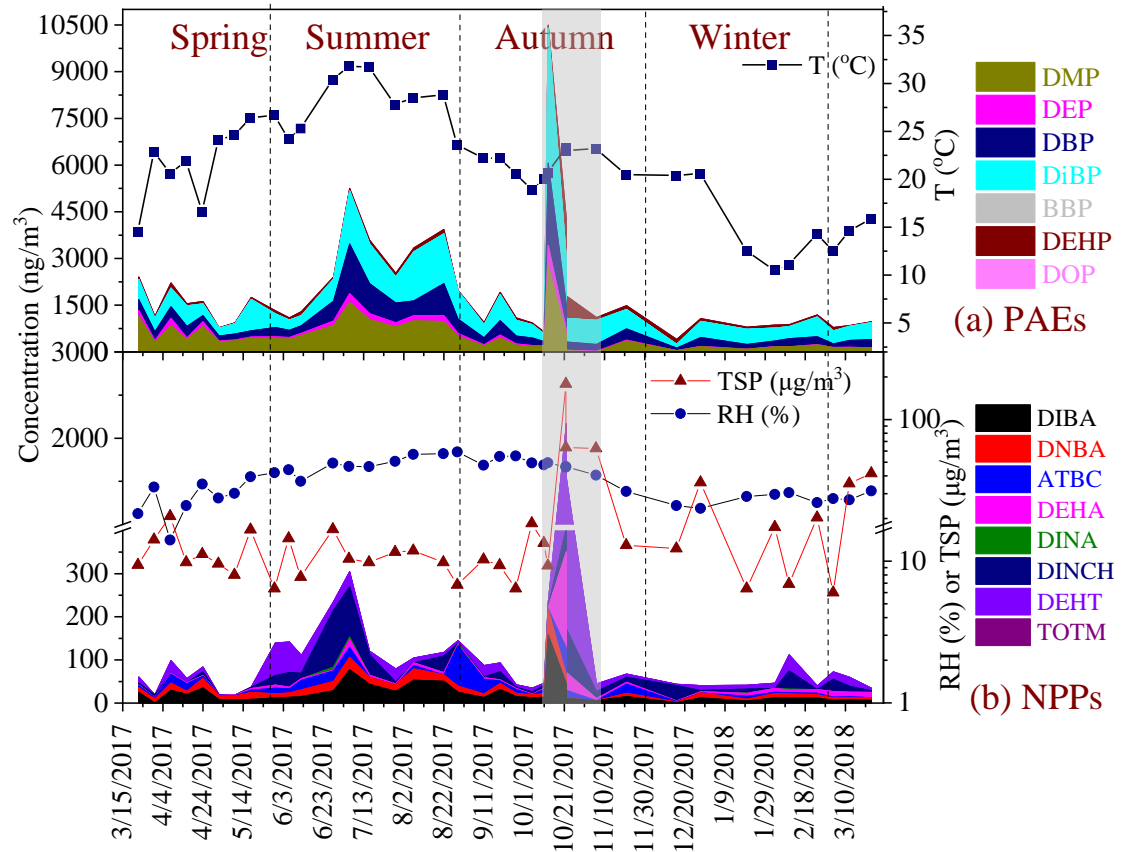 Spring
Summer
Autumn
Winter
T (°C)
10500
9000
7500
6000
4500
3000
1500
3000
2000
300
200
100
0
Concentration (ng/m³)
35
30
25
20
15
10
5
T (°C)
DMP
DEP
DBP
DiBP
BBP
DEHP
DOP
(a) PAEs
TSP (μg/m³)
RH (%)
100
10
1
RH (%) or TSP (μg/m³)
DIBA
DNBA
ATBC
DEHA
DINA
DINCH
DEHT
TOTM
(b) NPPs
3/15/2017
4/4/2017
4/24/2017
5/14/2017
6/3/2017
6/23/2017
7/13/2017
8/2/2017
8/22/2017
9/11/2017
10/1/2017
10/21/2017
11/10/2017
11/30/2017
12/20/2017
1/9/2018
1/29/2018
2/18/2018
3/10/2018